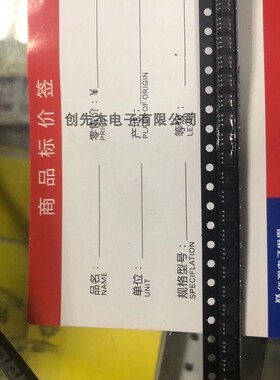 商品标价签
品名：
NAME
零售价：¥
PRICE
单位：
UNIT
产地：
PLACE OF ORIGIN
规格型号：
SPECIFLATION
等级：
LEVEL
创先杰电子有限公司